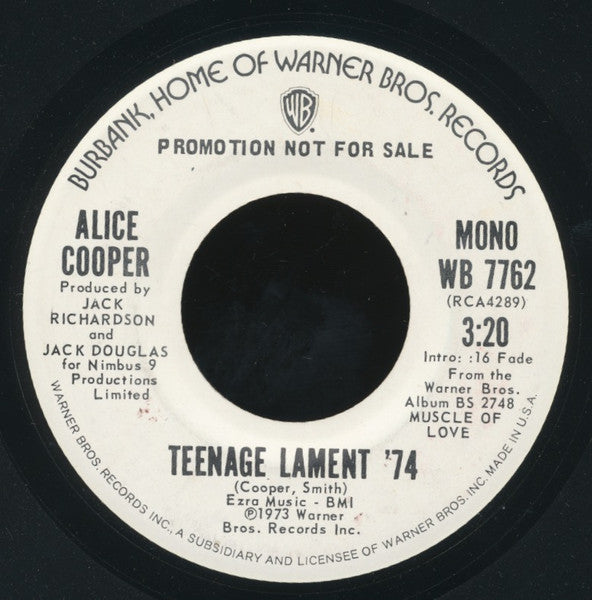 BURBANK, HOME OF WARNER BROS. RECORDS
WB
PROMOTION NOT FOR SALE
ALICE
COOPER
Produced by
JACK
RICHARDSON
and
JACK DOUGLAS
for Nimbus 9
Productions
Limited
MONO
WB 7762
(RCA4289)
3:20
Intro: :16 Fade
From the
Warner Bros.
Album BS 2748
MUSCLE OF
LOVE
TEENAGE LAMENT '74
(Cooper, Smith)
Ezra Music - BMI
℗1973 Warner
Bros. Records Inc.
WARNER BROS. RECORDS INC., A SUBSIDIARY AND LICENSEE OF WARNER BROS. INC. MADE IN U.S.A.